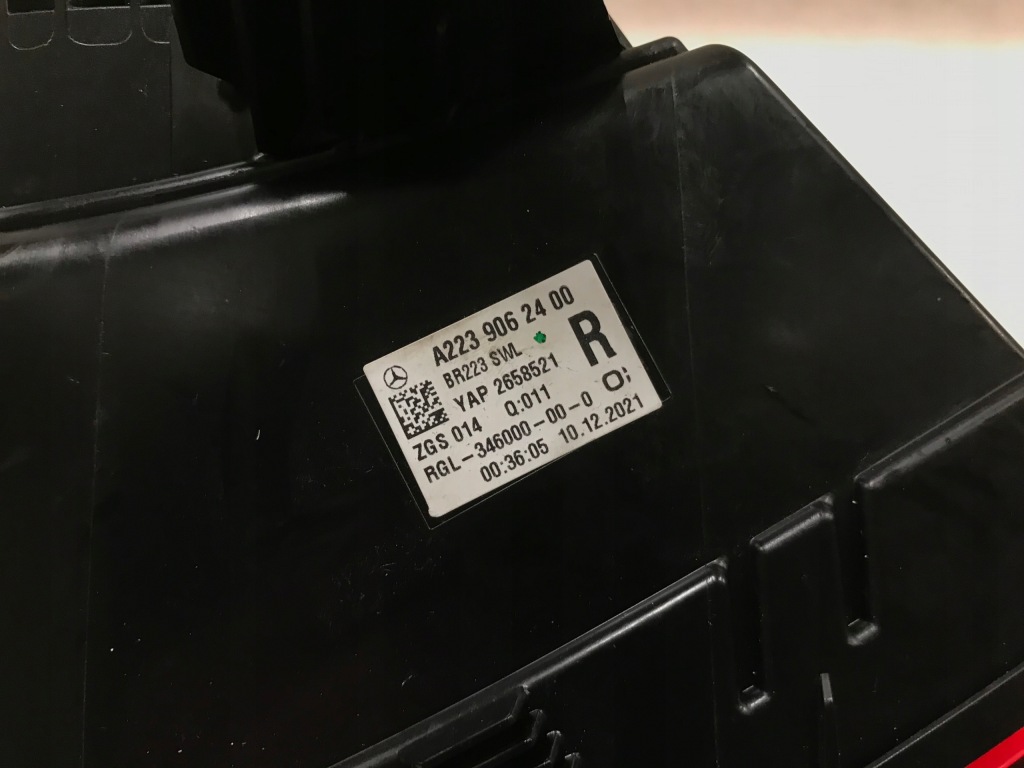 A223 906 24 00
BR223 SWL
R
YAP 2658521
ZGS 014 Q:011
RGL-346000-00-0
00:36:05 10.12.2021